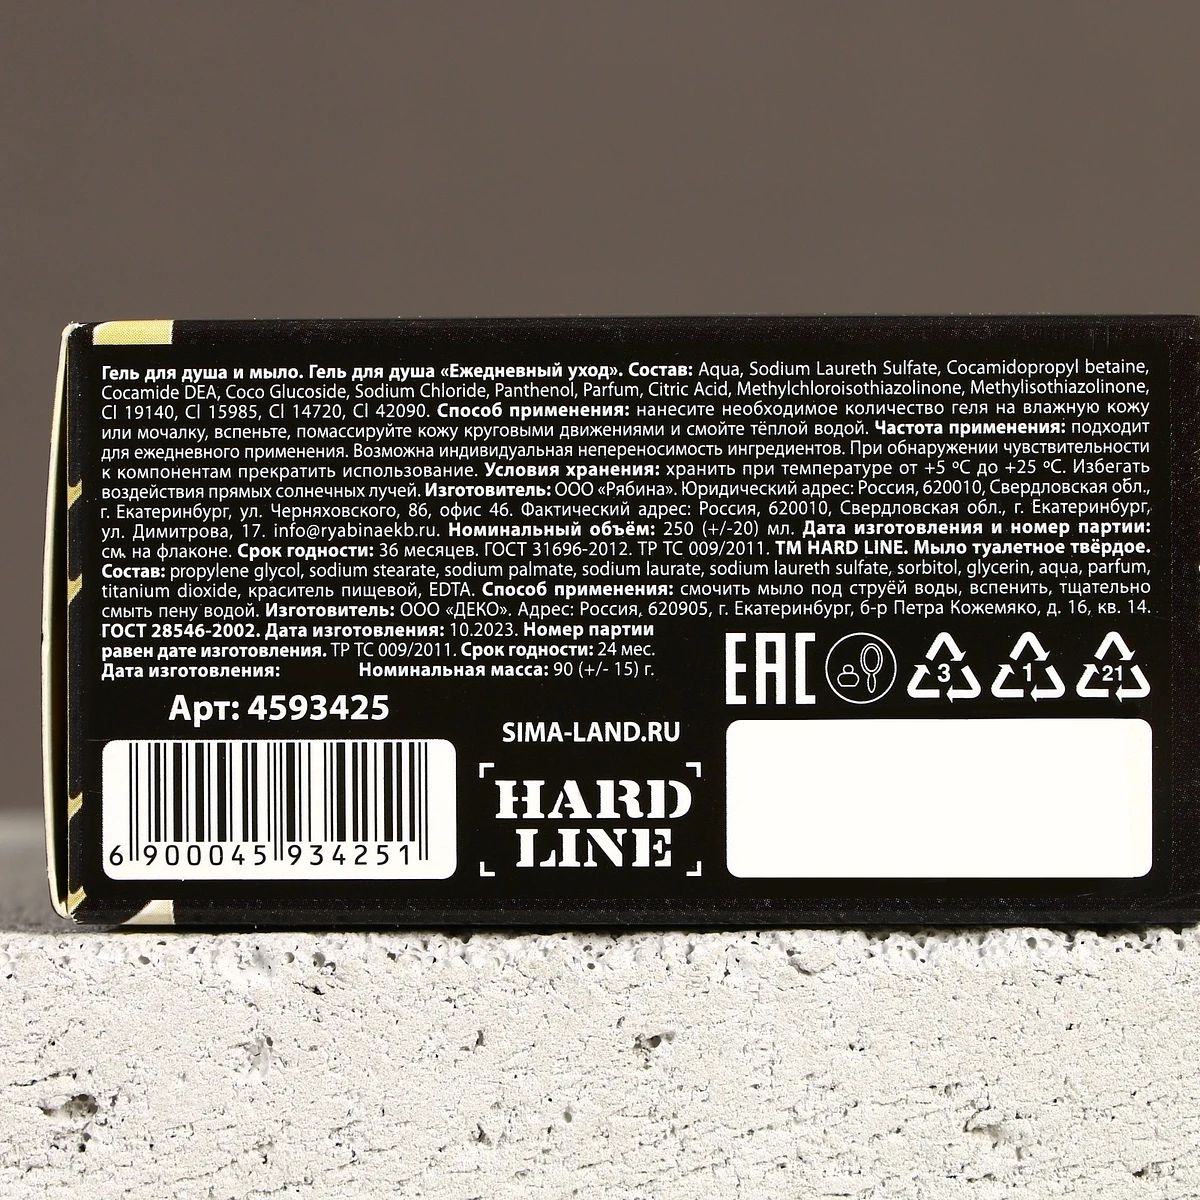 Гель для душа и мыло. Гель для душа «Ежедневный уход». Состав: Aqua, Sodium Laureth Sulfate, Cocamidopropyl betaine,
Cocamide DEA, Coco Glucoside, Sodium Chloride, Panthenol, Parfum, Citric Acid, Methylchloroisothiazolinone, Methylisothiazolinone,
Cl 19140, Cl 15985, Cl 14720, Cl 42090. Способ применения: нанесите необходимое количество геля на влажную кожу
или мочалку, вспеньте, помассируйте кожу круговыми движениями и смойте тёплой водой. Частота применения: подходит
для ежедневного применения. Возможна индивидуальная непереносимость ингредиентов. При обнаружении чувствительности
к компонентам прекратить использование. Условия хранения: хранить при температуре от +5 ºС до +25 ºС. Избегать
воздействия прямых солнечных лучей. Изготовитель: ООО «Рябина». Юридический адрес: Россия, 620010, Свердловская обл.,
г. Екатеринбург, ул. Черняховского, 86, офис 46. Фактический адрес: Россия, 620010, Свердловская обл., г. Екатеринбург,
ул. Димитрова, 17. info@ryabinaekb.ru. Номинальный объём: 250 (+/-20) мл. Дата изготовления и номер партии:
см. на флаконе. Срок годности: 36 месяцев. ГОСТ 31696-2012. ТР ТС 009/2011. ТМ HARD LINE. Мыло туалетное твёрдое.
Состав: propylene glycol, sodium stearate, sodium palmate, sodium laurate, sodium laureth sulfate, sorbitol, glycerin, aqua, parfum,
titanium dioxide, краситель пищевой, EDTA. Способ применения: смочить мыло под струёй воды, вспенить, тщательно
смыть пену водой. Изготовитель: ООО «ДЕКО». Адрес: Россия, 620905, г. Екатеринбург, б-р Петра Кожемяко, д. 16, кв. 14.
ГОСТ 28546-2002. Дата изготовления: 10.2023. Номер партии
равен дате изготовления. ТР ТС 009/2011. Срок годности: 24 мес.
Дата изготовления: Номинальная масса: 90 (+/- 15) г.
EAC
3 1 21
Арт: 4593425
SIMA-LAND.RU
HARD
LINE
6 900045 934251